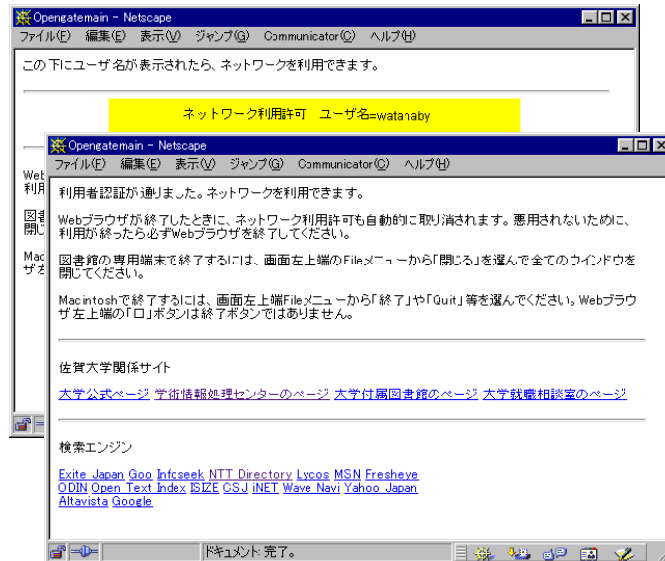 Opengatemain - Netscape
ファイル(F) 編集(E) 表示(V) ジャンプ(G) Communicator(C) ヘルプ(H)
この下にユーザ名が表示されたら、ネットワークを利用できます。
ネットワーク利用許可 ユーザ名=watanaby
Web
利用
図書
閉じ
Mac
ザ左
Opengatemain - Netscape
ファイル(F) 編集(E) 表示(V) ジャンプ(G) Communicator(C) ヘルプ(H)
利用者認証が通りました。ネットワークを利用できます。
Webブラウザが終了したときに、ネットワーク利用許可も自動的に取り消されます。悪用されないために、
利用が終ったら必ずWebブラウザを終了してください。
図書館の専用端末で終了するには、画面左上端のFileメニューから「閉じる」を選んで全てのウインドウを
閉じてください。
Macintoshで終了するには、画面左上端Fileメニューから「終了」や「Quit」等を選んでください。Webブラウ
ザ左上端の「口」ボタンは終了ボタンではありません。
佐賀大学関係サイト
大学公式ページ 学術情報処理センターのページ 大学付属図書館のページ 大学就職相談室のページ
検索エンジン
Exite Japan Goo Infoseek NTT Directory Lycos MSN Fresheye
ODIN Open Text Index ISIZE CSJ iNET Wave Navi Yahoo Japan
Altavista Google
ドキュメント: 完了。